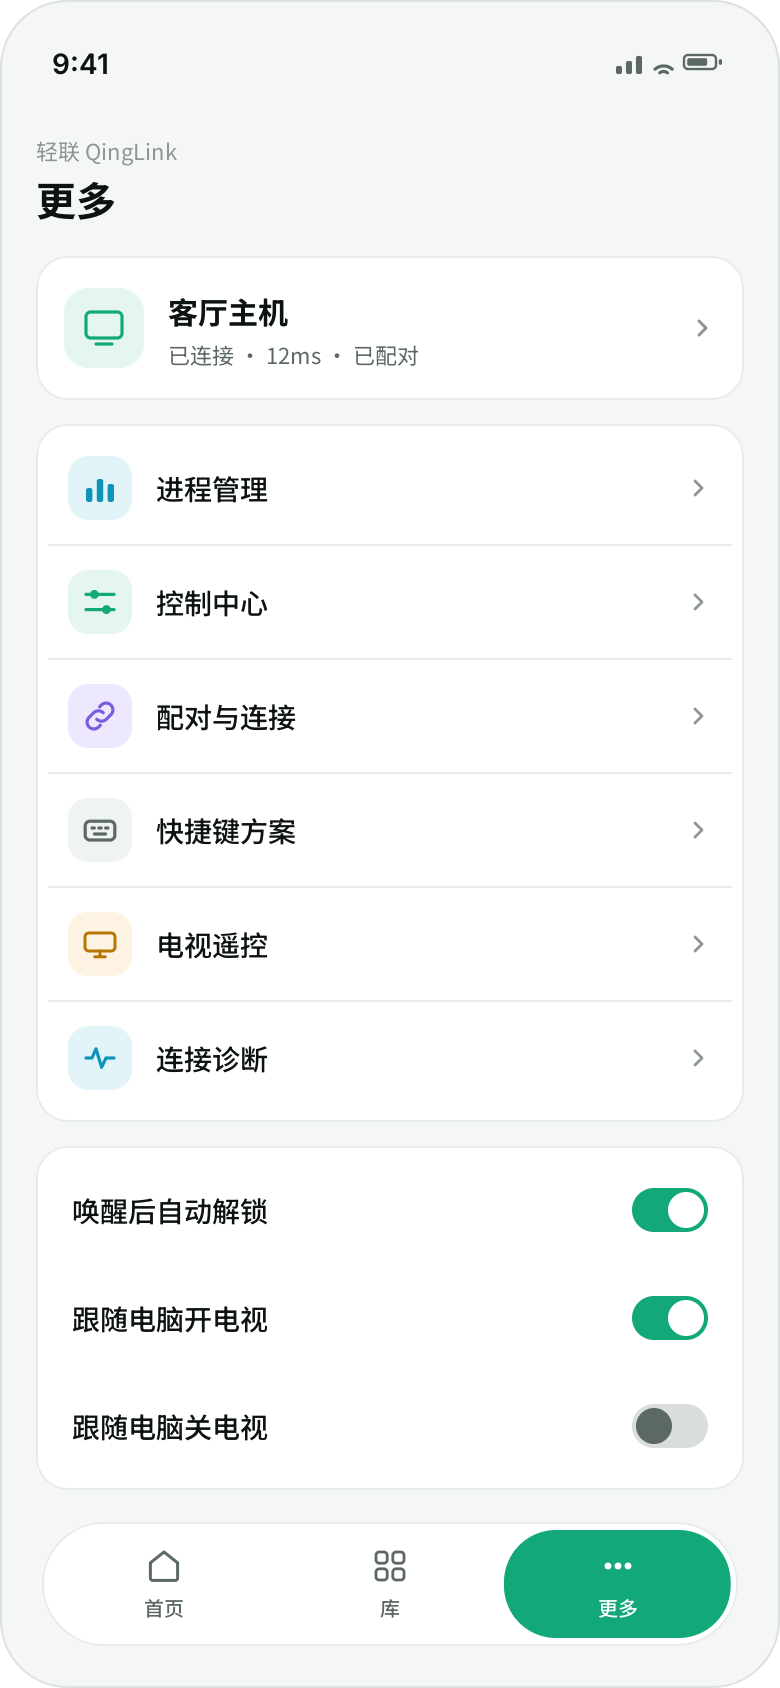 9:41
轻联 QingLink
更多
客厅主机
已连接 · 12ms · 已配对
进程管理
控制中心
配对与连接
快捷键方案
电视遥控
连接诊断
唤醒后自动解锁
跟随电脑开电视
跟随电脑关电视
首页
库
更多